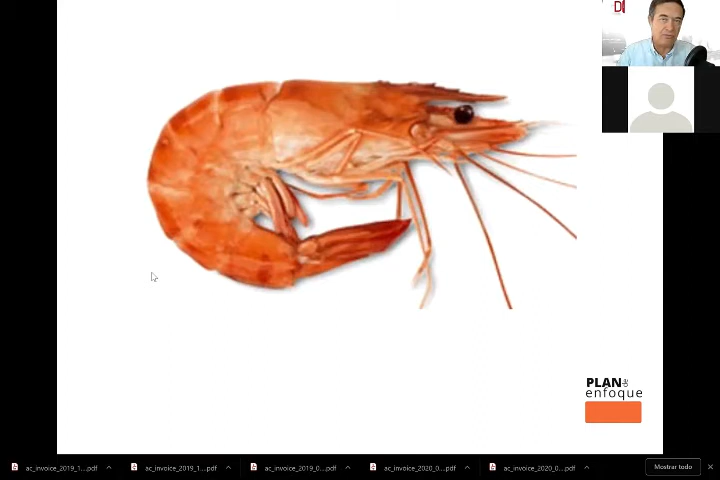 PLAN de
enfoque
ac_invoice_2019_1....pdf
ac_invoice_2019_1....pdf
ac_invoice_2019_0....pdf
ac_invoice_2020_0....pdf
ac_invoice_2020_0....pdf
Mostrar todo